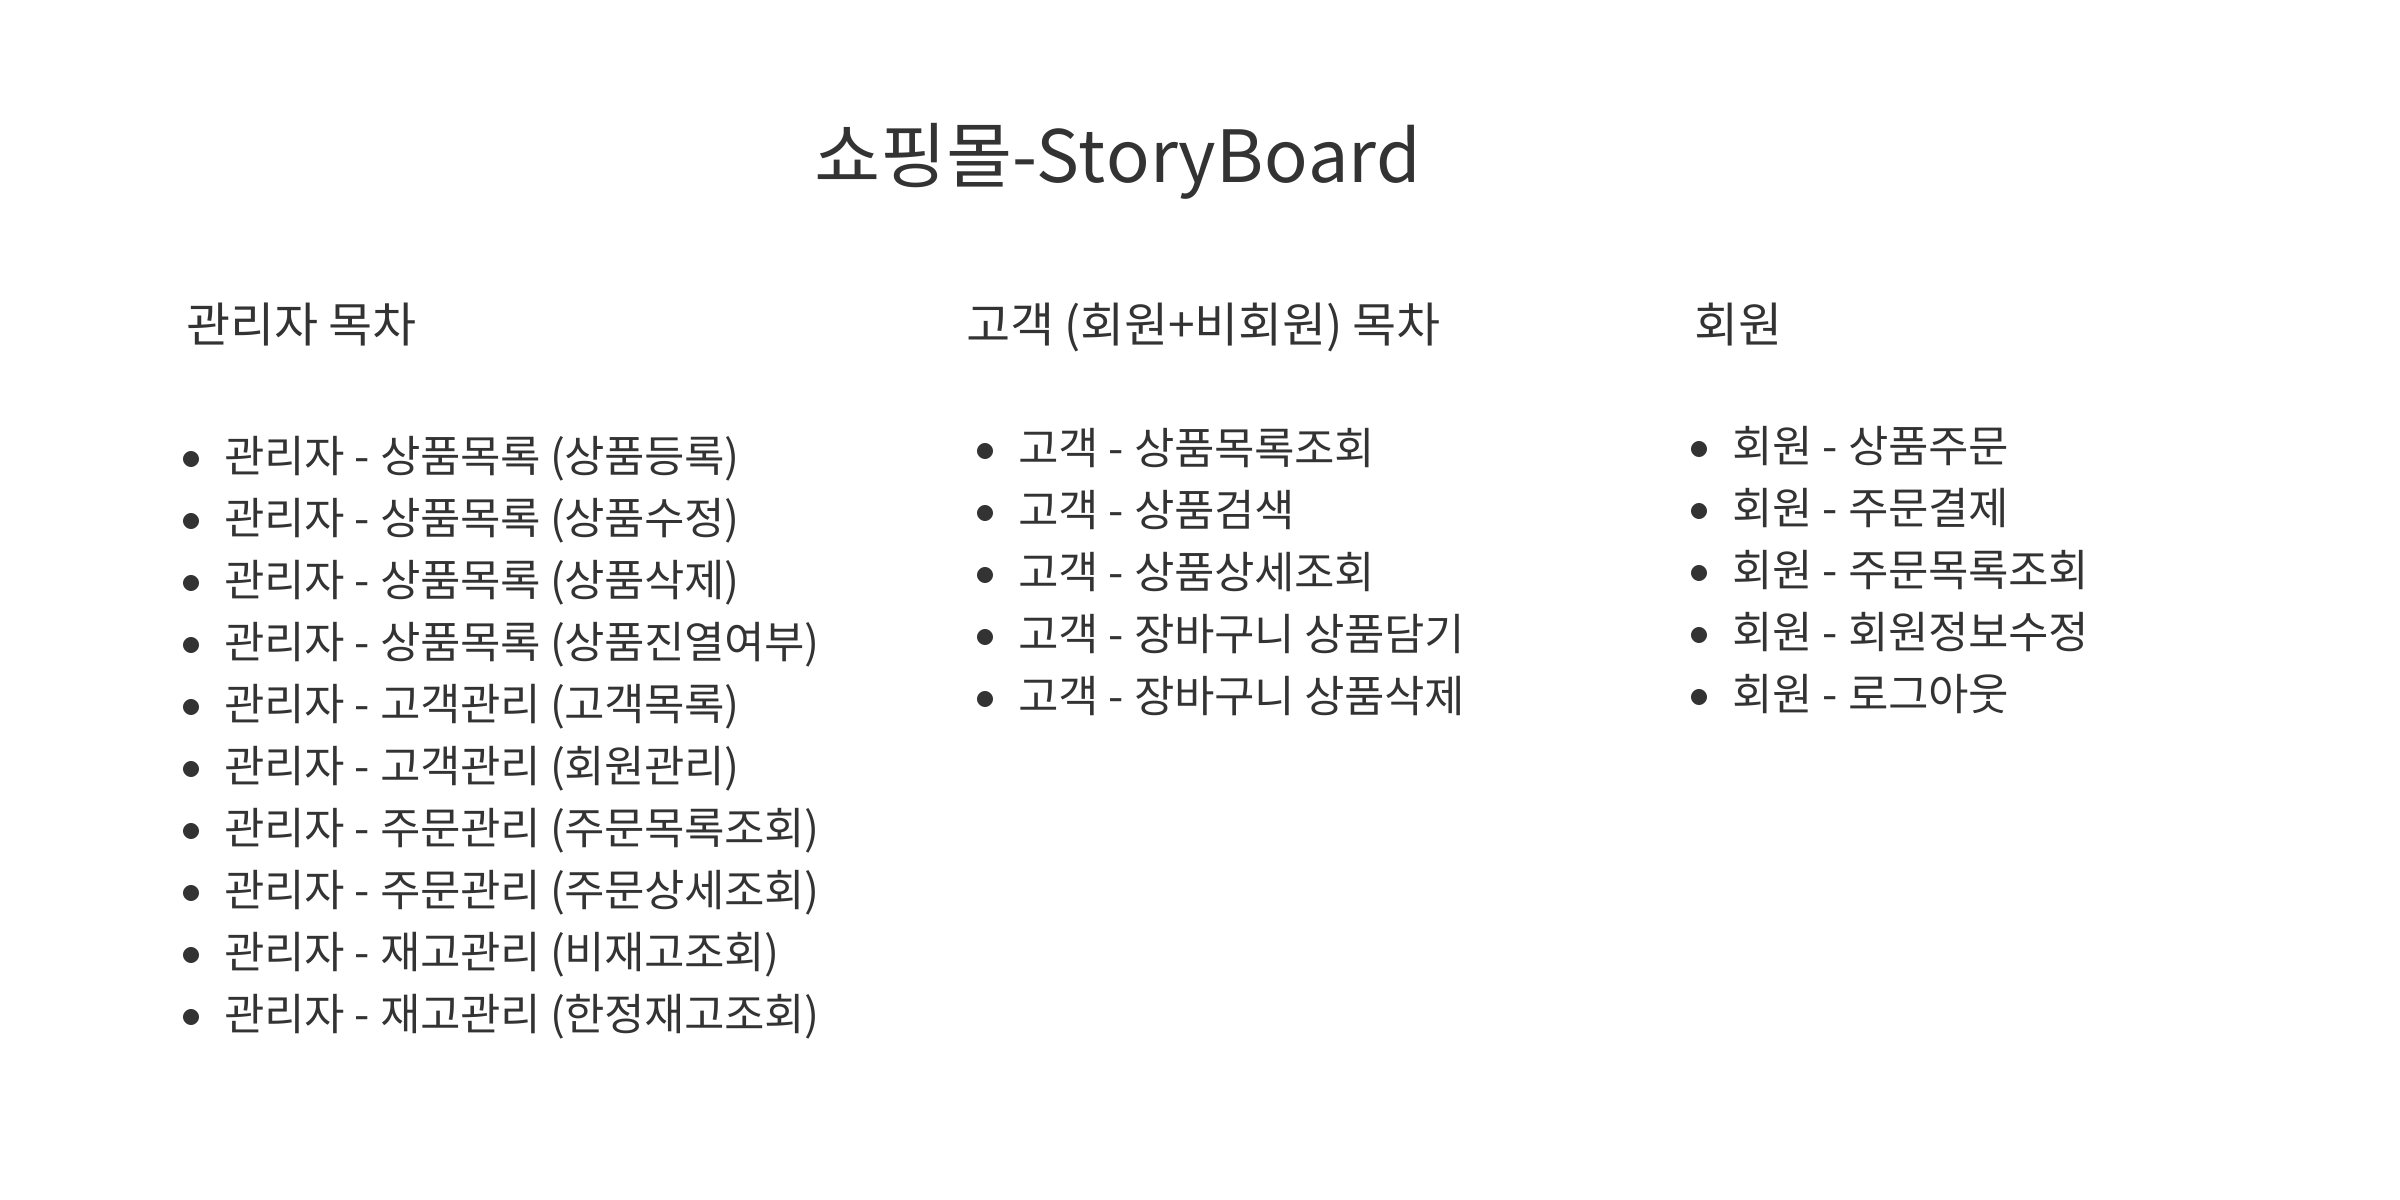 쇼핑몰-StoryBoard
관리자 목차
관리자 - 상품목록 (상품등록)
관리자 - 상품목록 (상품수정)
관리자 - 상품목록 (상품삭제)
관리자 - 상품목록 (상품진열여부)
관리자 - 고객관리 (고객목록)
관리자 - 고객관리 (회원관리)
관리자 - 주문관리 (주문목록조회)
관리자 - 주문관리 (주문상세조회)
관리자 - 재고관리 (비재고조회)
관리자 - 재고관리 (한정재고조회)
고객 (회원+비회원) 목차
고객 - 상품목록조회
고객 - 상품검색
고객 - 상품상세조회
고객 - 장바구니 상품담기
고객 - 장바구니 상품삭제
회원
회원 - 상품주문
회원 - 주문결제
회원 - 주문목록조회
회원 - 회원정보수정
회원 - 로그아웃